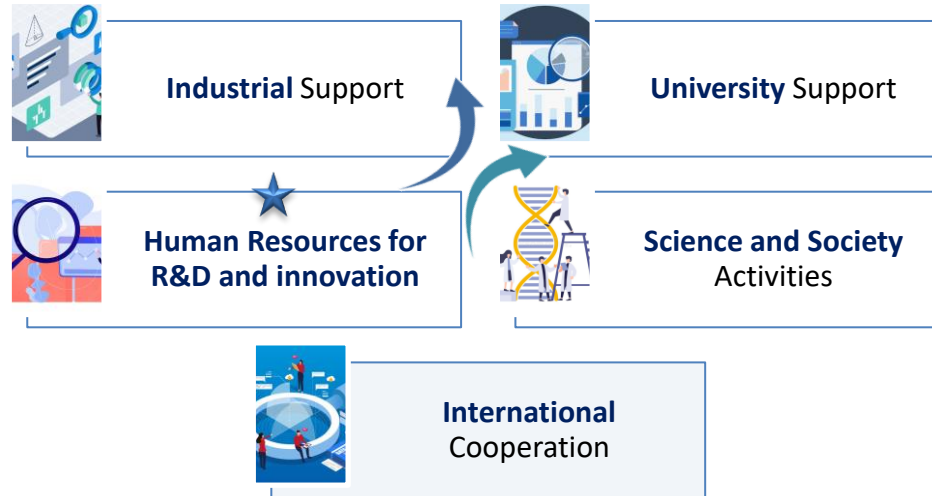 Industrial Support
University Support
Human Resources for
R&D and innovation
Science and Society
Activities
International
Cooperation